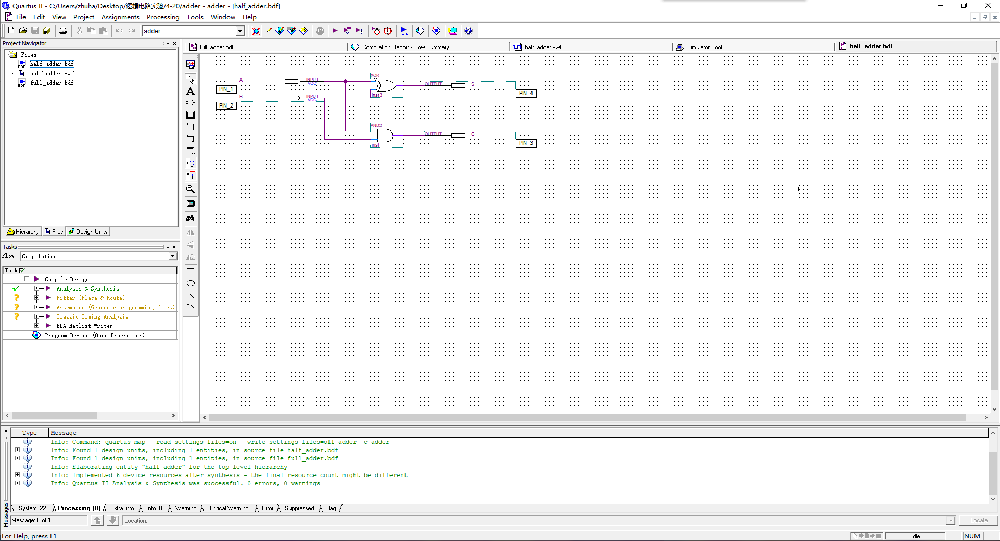 Quartus II - C:/Users/zhuha/Desktop/逻辑电路实验/4-20/adder - adder - [half_adder.bdf]
File Edit View Project Assignments Processing Tools Window Help
adder
STOP
Project Navigator
Files
half_adder.bdf
half_adder.vwf
full_adder.bdf
Hierarchy Files Design Units
Tasks
Flow: Compilation
Task
Compile Design
Analysis & Synthesis
Fitter (Place & Route)
Assembler (Generate programming files)
Classic Timing Analysis
EDA Netlist Writer
Program Device (Open Programmer)
full_adder.bdf Compilation Report - Flow Summary half_adder.vwf Simulator Tool half_adder.bdf
A INPUT VCC
PIN_1
B INPUT VCC
PIN_2
XOR
inst3
OUTPUT S
PIN_4
AND2
inst
OUTPUT C
PIN_3
Type Message
Info: Command: quartus_map --read_settings_files=on --write_settings_files=off adder -c adder
Info: Found 1 design units, including 1 entities, in source file half_adder.bdf
Info: Found 1 design units, including 1 entities, in source file full_adder.bdf
Info: Elaborating entity "half_adder" for the top level hierarchy
Info: Implemented 6 device resources after synthesis - the final resource count might be different
Info: Quartus II Analysis & Synthesis was successful. 0 errors, 0 warnings
System (22) Processing (8) Extra Info Info (8) Warning Critical Warning Error Suppressed Flag
Messages
Message: 0 of 19 Location: Locate
For Help, press F1 Idle NUM